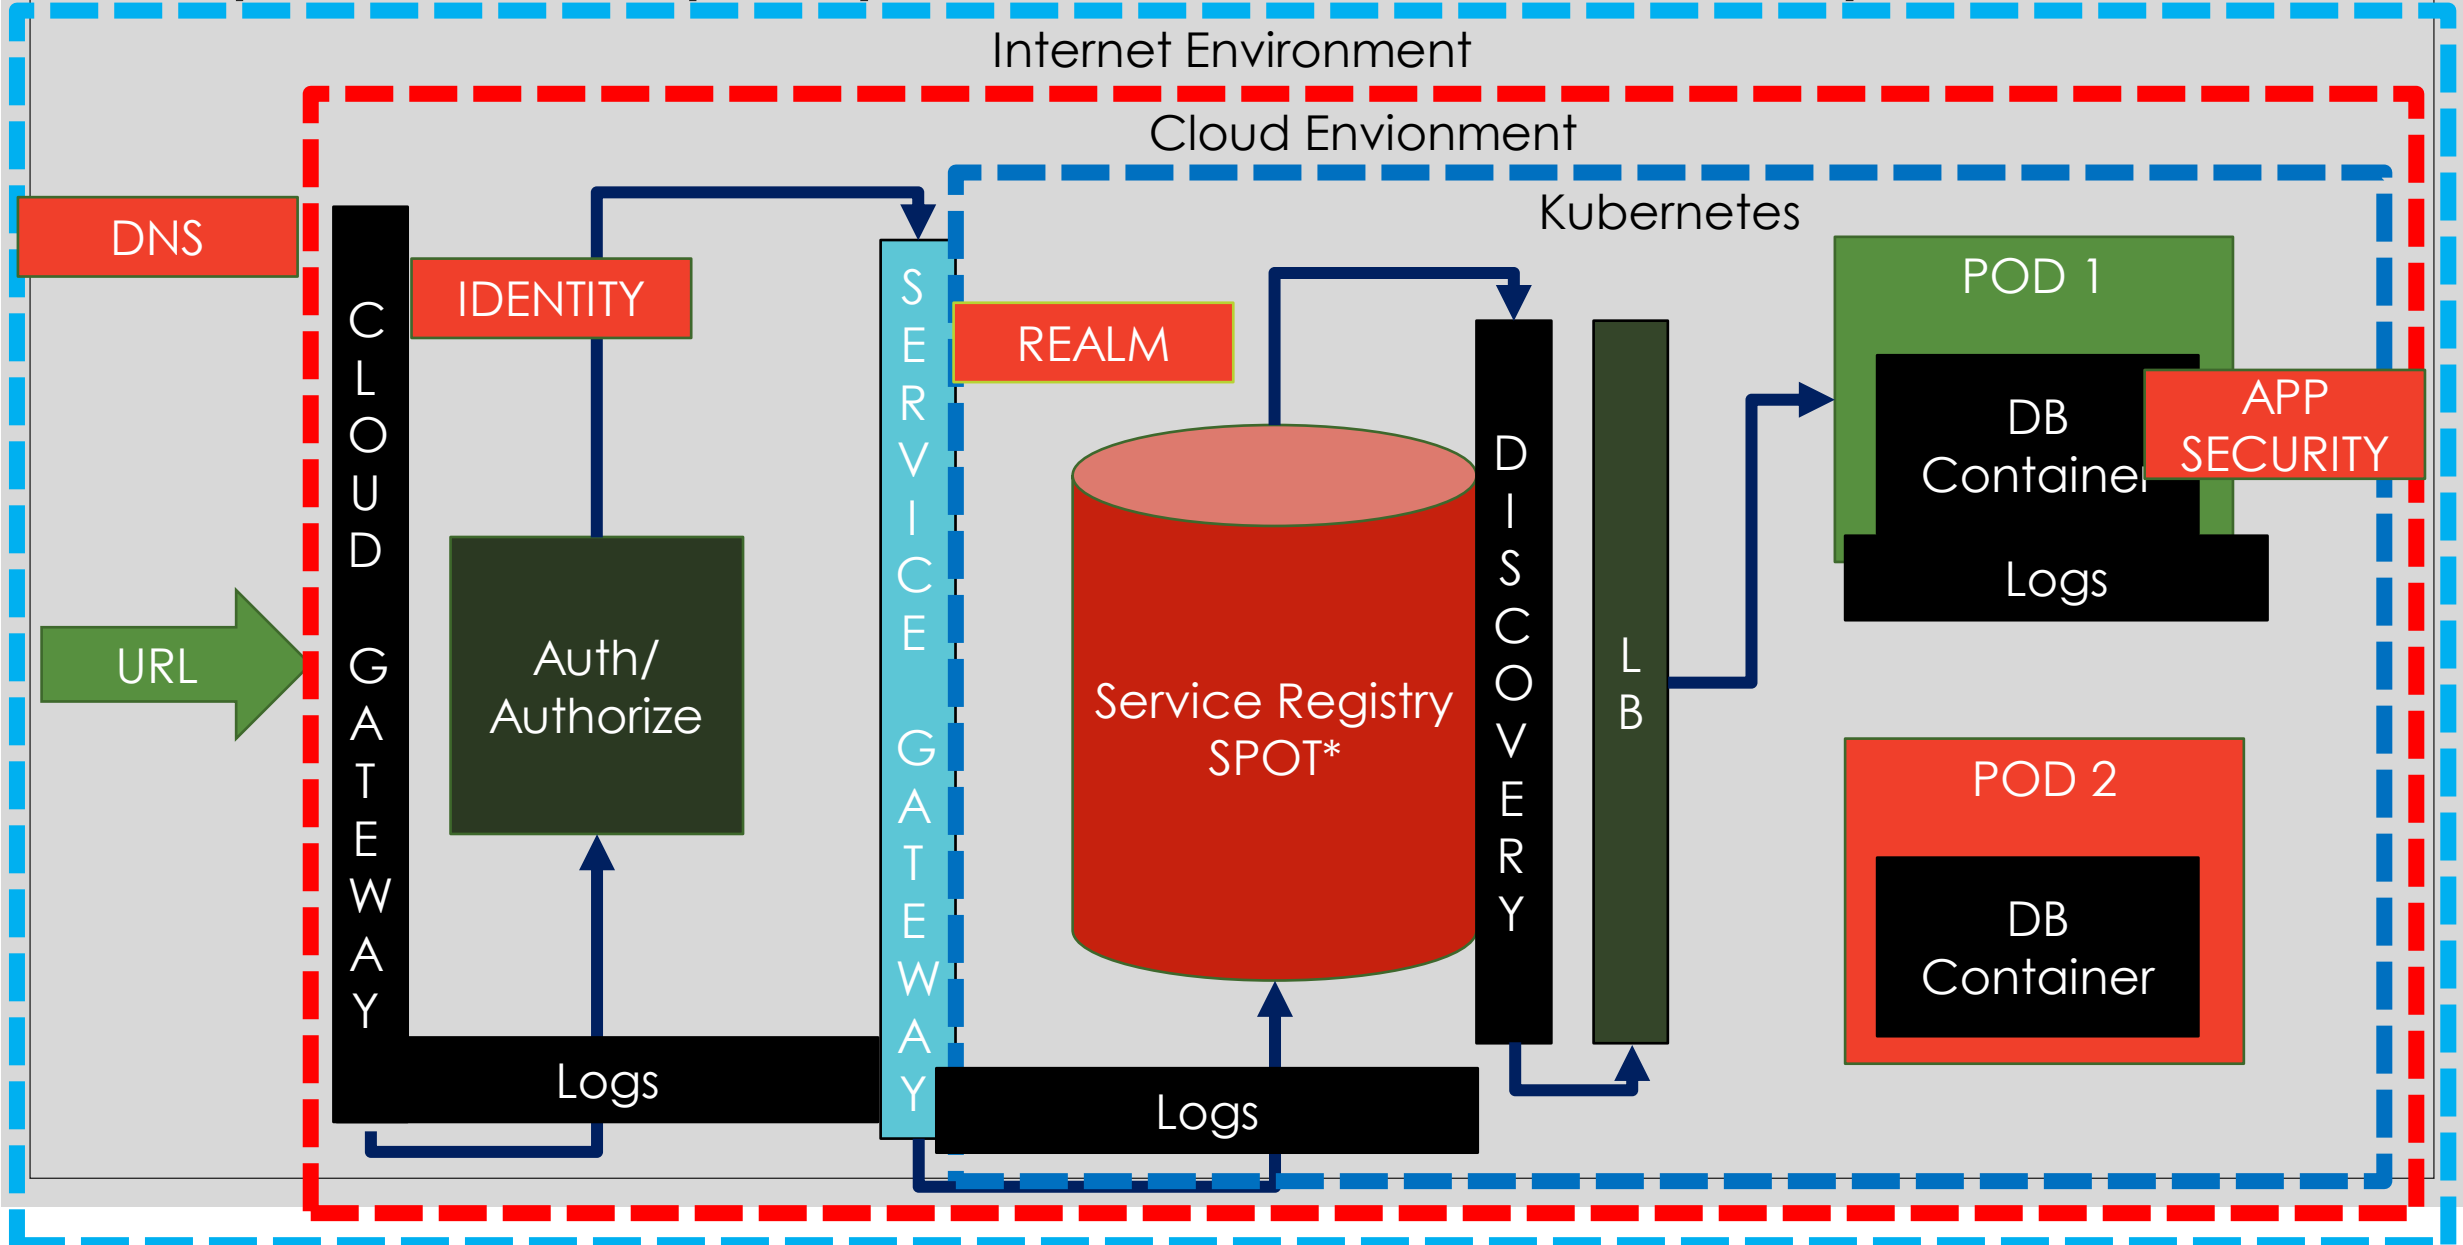 Internet Environment
Cloud Envionment
Kubernetes
DNS
URL
CLOUD GATEWAY
IDENTITY
Auth/
Authorize
Logs
SERVICE GATEWAY
REALM
Service Registry
SPOT*
Logs
DISCOVERY
LB
POD 1
DB
Container
APP
SECURITY
Logs
POD 2
DB
Container